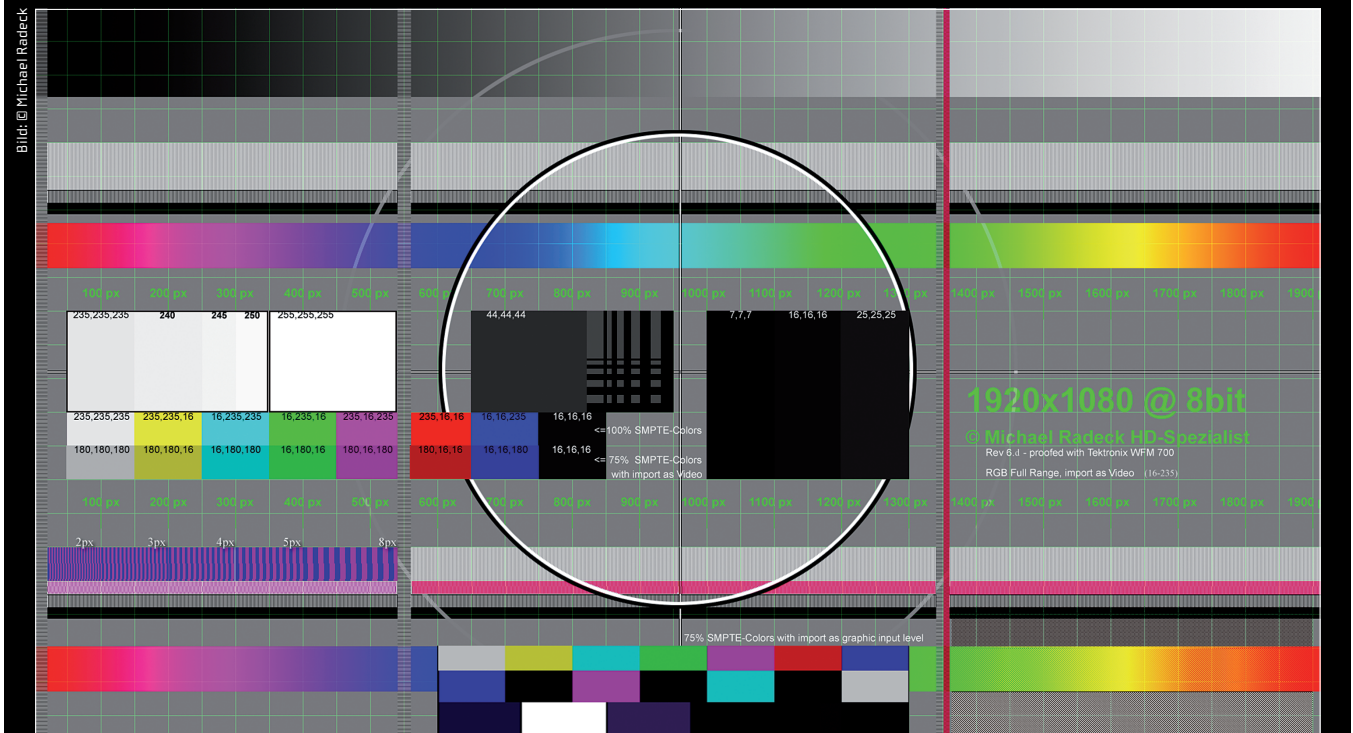 Bild: © Michael Radeck
100 px 200 px 300 px 400 px 500 px 600 p 700 px 800 px 900 px 1000 px 1100 px 1200 px 1300 px 1400 px 1500 px 1600 px 1700 px 1800 px 1900
235,235,235 240 245 250 255,255,255 44,44,44 7,7,7 16,16,16 25,25,25
235,235,235 235,235,16 16,235,235 16,235,16 235,16,235 235,16,16 16,16,235 16,16,16
<=100% SMPTE-Colors
180,180,180 180,180,16 16,180,180 16,180,16 180,16,180 180,16,16 16,16,180 16,16,16
<= 75% SMPTE-Colors
with import as Video
1920x1080 @ 8bit
© Michael Radeck HD-Spezialist
Rev 6.d - proofed with Tektronix WFM 700
RGB Full Range, import as Video (16-235)
100 px 200 px 300 px 400 px 500 px 600 px 700 px 800 px 900 px 1000 px 1100 px 1200 px 1300 px 1400 px 1500 px 1600 px 1700 px 1800 px 1900
2px 3px 4px 5px 8px
75% SMPTE-Colors with import as graphic input level